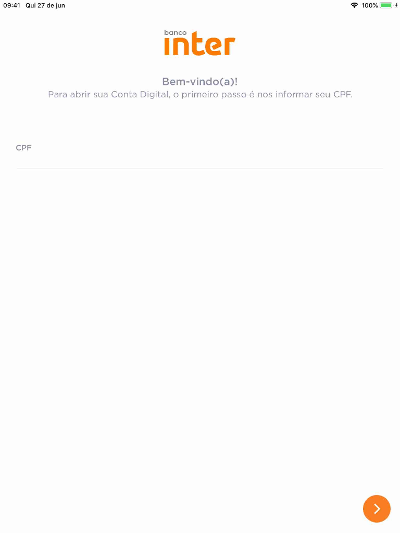 09:41 Qui 27 de jun
100%
banco
inter
Bem-vindo(a)!
Para abrir sua Conta Digital, o primeiro passo é nos informar seu CPF.
CPF